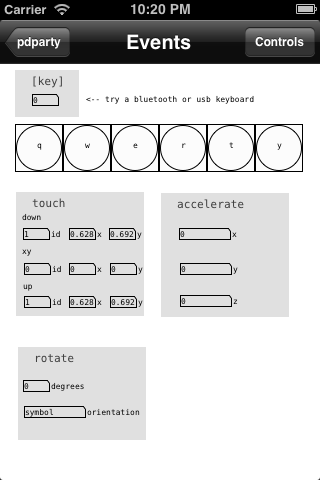 Carrier 10:20 PM
pdparty Events Controls
[key]
0 <-- try a bluetooth or usb keyboard
q w e r t y
touch
down
1 id 0.628 x 0.692 y
xy
0 id 0 x 0 y
up
1 id 0.628 x 0.692 y
accelerate
0 x
0 y
0 z
rotate
0 degrees
symbol orientation